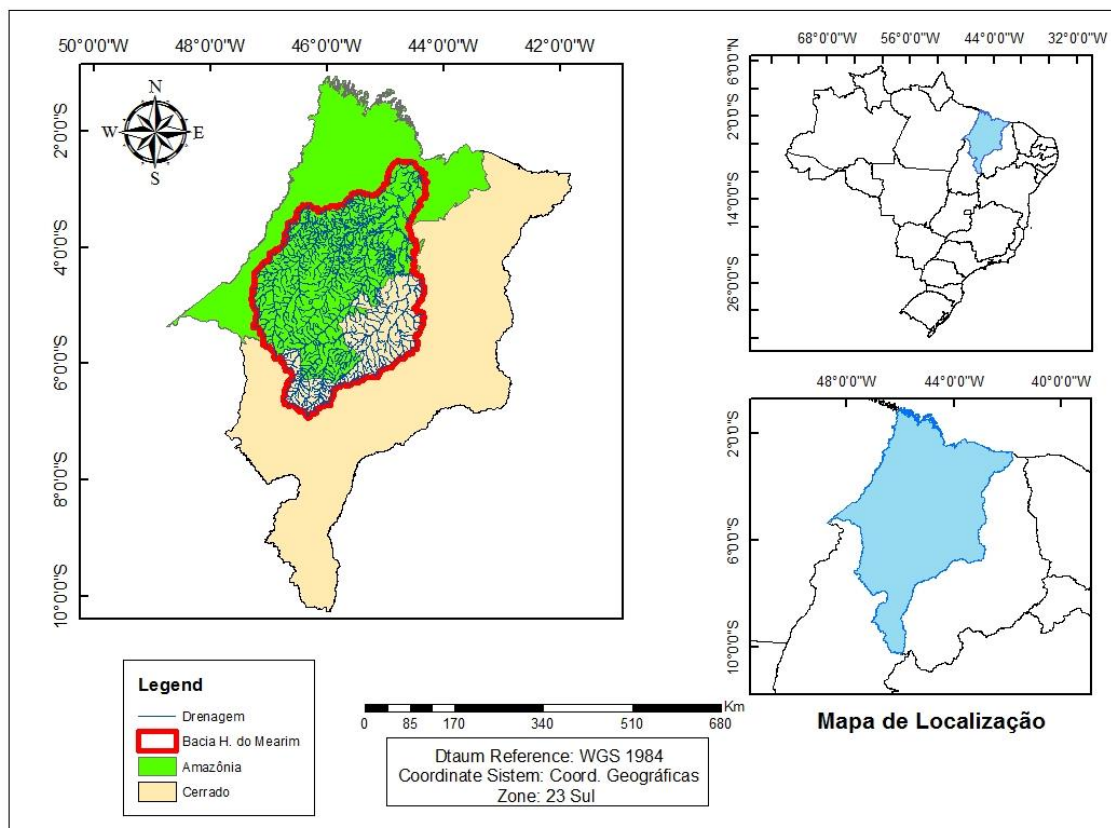 50°0'0"W 48°0'0"W 46°0'0"W 44°0'0"W 42°0'0"W
2°0'0"S
4°0'0"S
6°0'0"S
8°0'0"S
10°0'0"S
N
W E
S
68°0'0"W 56°0'0"W 44°0'0"W 32°0'0"W
6°0'0"N
2°0'0"S
14°0'0"S
26°0'0"S
48°0'0"W 44°0'0"W 40°0'0"W
2°0'0"S
6°0'0"S
10°0'0"S
Mapa de Localização
Legend
Drenagem
Bacia H. do Mearim
Amazônia
Cerrado
Km
0 85 170 340 510 680
Dtaum Reference: WGS 1984
Coordinate Sistem: Coord. Geográficas
Zone: 23 Sul